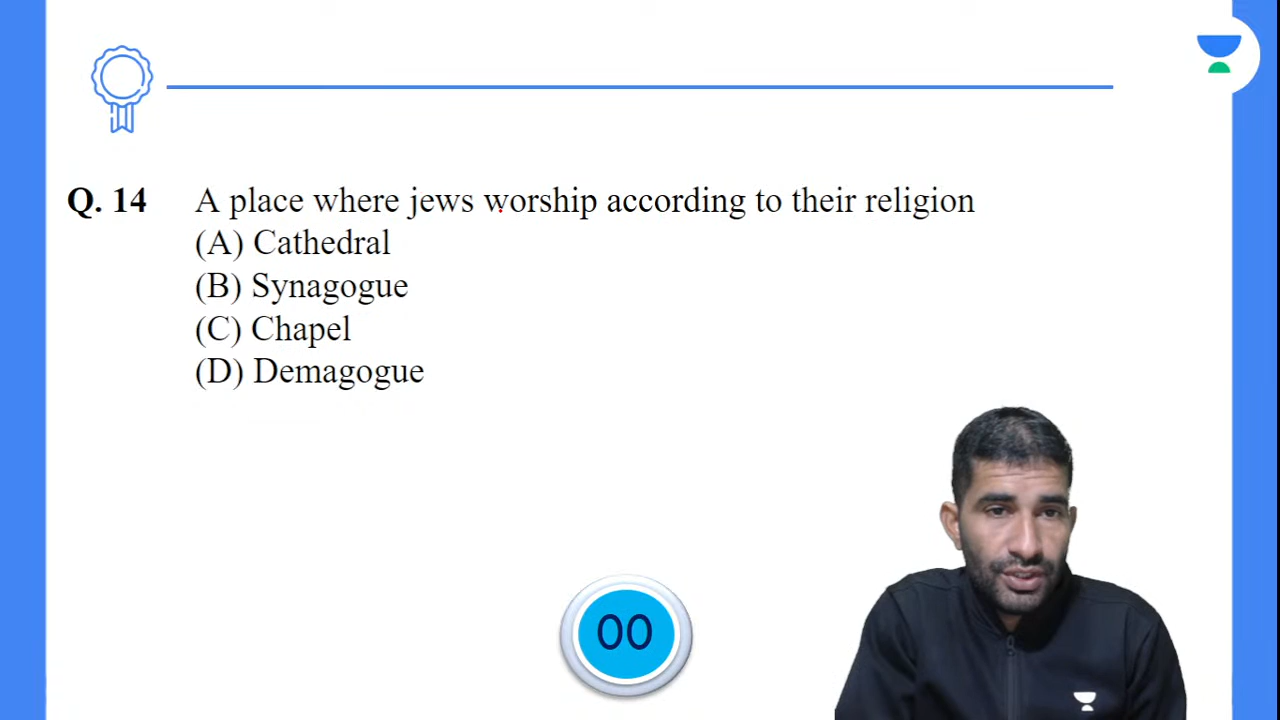 Q. 14 A place where jews worship according to their religion
(A) Cathedral
(B) Synagogue
(C) Chapel
(D) Demagogue
00